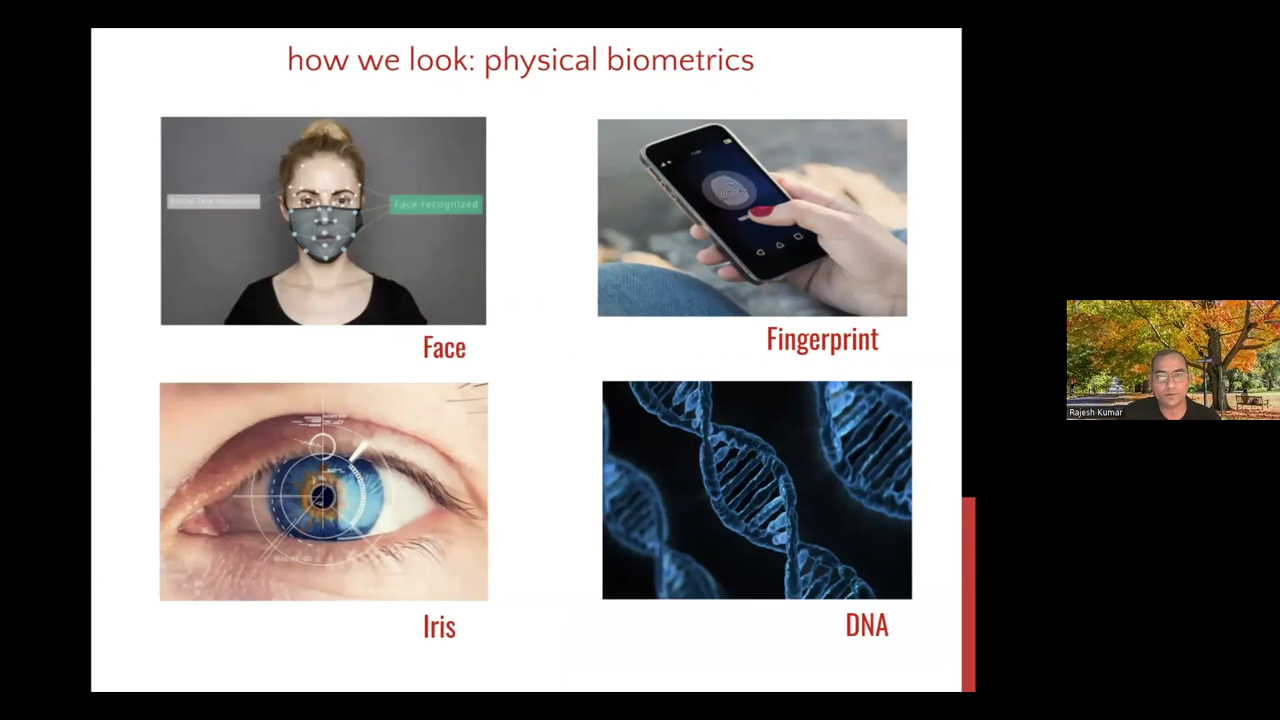 how we look: physical biometrics
Face recognized
Face
Fingerprint
Iris
DNA
Rajesh Kumar